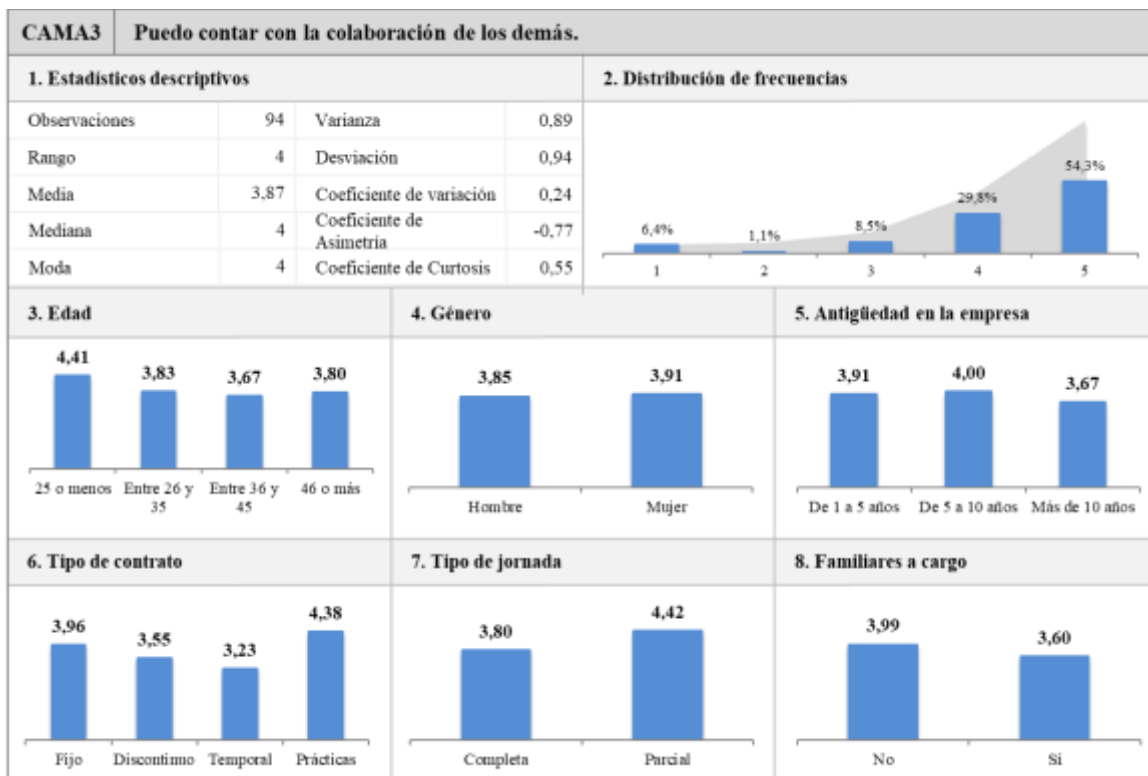 CAMA3 Puedo contar con la colaboración de los demás.
1. Estadísticos descriptivos
Observaciones 94 Varianza 0,89
Rango 4 Desviación 0,94
Media 3,87 Coeficiente de variación 0,24
Mediana 4 Coeficiente de Asimetría -0,77
Moda 4 Coeficiente de Curtosis 0,55
2. Distribución de frecuencias
6,4% 1,1% 8,5% 29,8% 54,3%
1 2 3 4 5
3. Edad
4,41 3,83 3,67 3,80
25 o menos Entre 26 y 35 Entre 36 y 45 46 o más
4. Género
3,85 3,91
Hombre Mujer
5. Antigüedad en la empresa
3,91 4,00 3,67
De 1 a 5 años De 5 a 10 años Más de 10 años
6. Tipo de contrato
3,96 3,55 3,23 4,38
Fijo Discontinuo Temporal Prácticas
7. Tipo de jornada
3,80 4,42
Completa Parcial
8. Familiares a cargo
3,99 3,60
No Sí